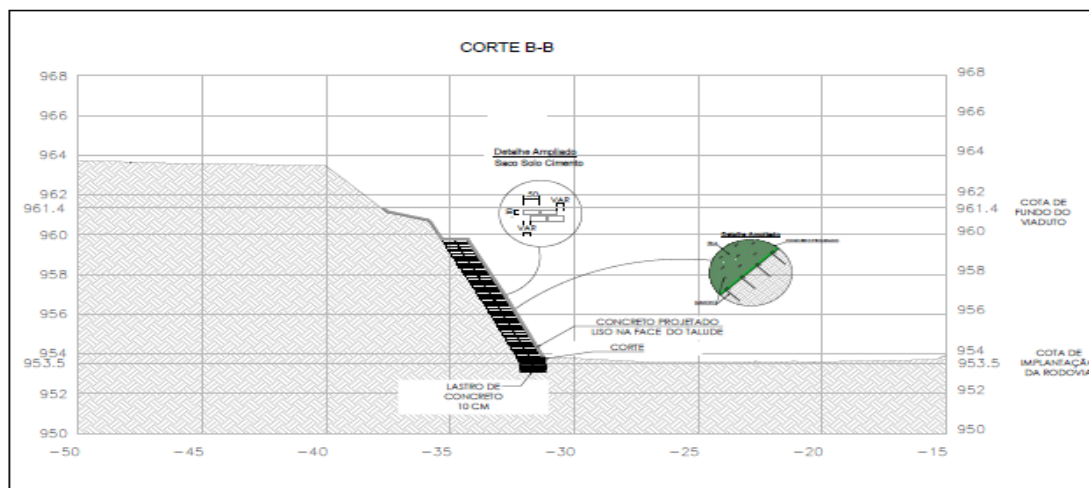 CORTE B-B
968
966
964
962
961.4
960
958
956
954
953.5
952
950
968
966
964
962
961.4
960
958
956
954
953.5
952
950
COTA DE
FUNDO DO
VIADUTO
COTA DE
IMPLANTAÇÃO
DA RODOVIA
Detalhe Ampliado
Saco Solo Cimento
50
VAR
10
VAR
Detalhe Ampliado
CONCRETO PROJETADO
LISO NA FACE DO TALUDE
CORTE
LASTRO DE
CONCRETO
10 CM
-50
-45
-40
-35
-30
-25
-20
-15